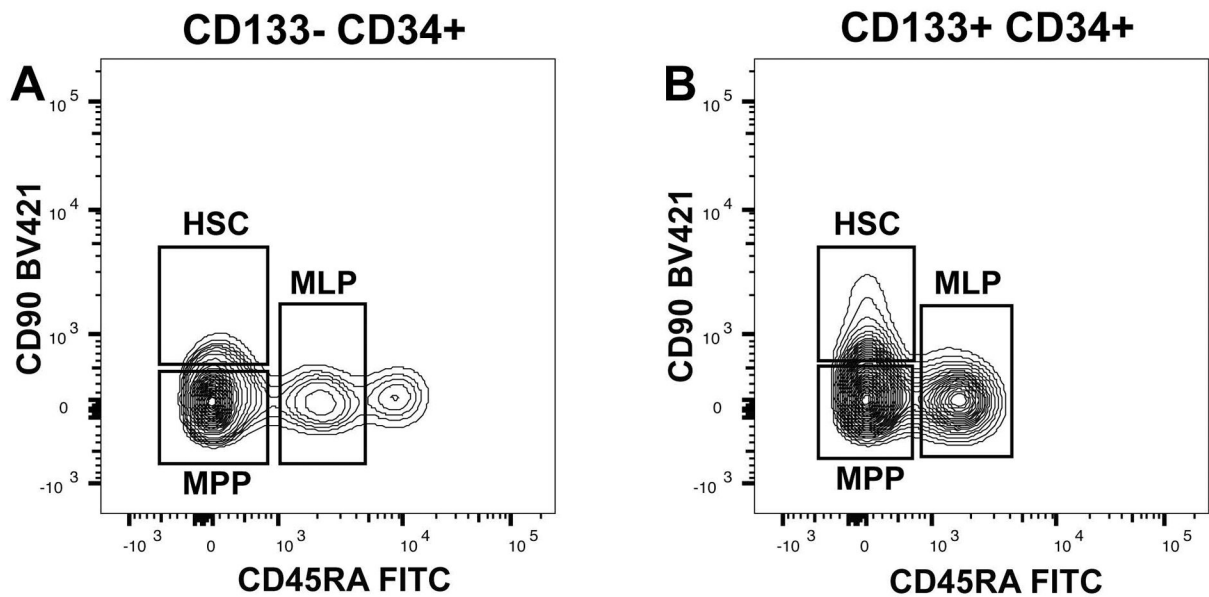 CD133- CD34+
A
CD90 BV421
10 5
10 4
10 3
0
-10 3
HSC
MLP
MPP
-10 3
0
10 3
10 4
10 5
CD45RA FITC
CD133+ CD34+
B
CD90 BV421
10 5
10 4
10 3
0
-10 3
HSC
MLP
MPP
-10 3
0
10 3
10 4
10 5
CD45RA FITC